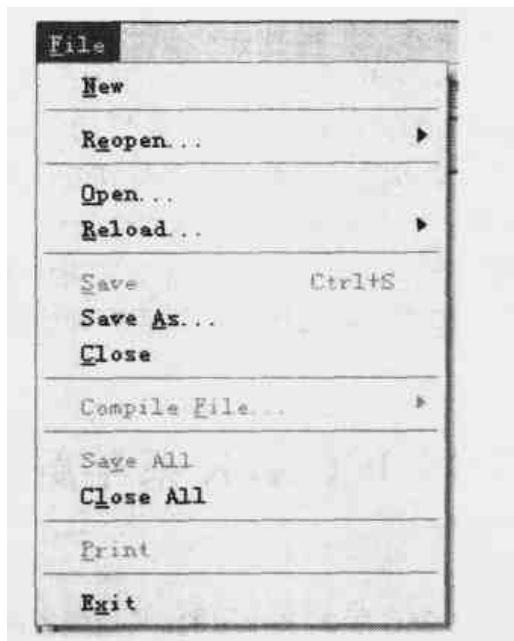 File
New
Reopen...
Open...
Reload...
Save Ctrl+S
Save As...
Close
Compile File...
Save All
Close All
Print
Exit